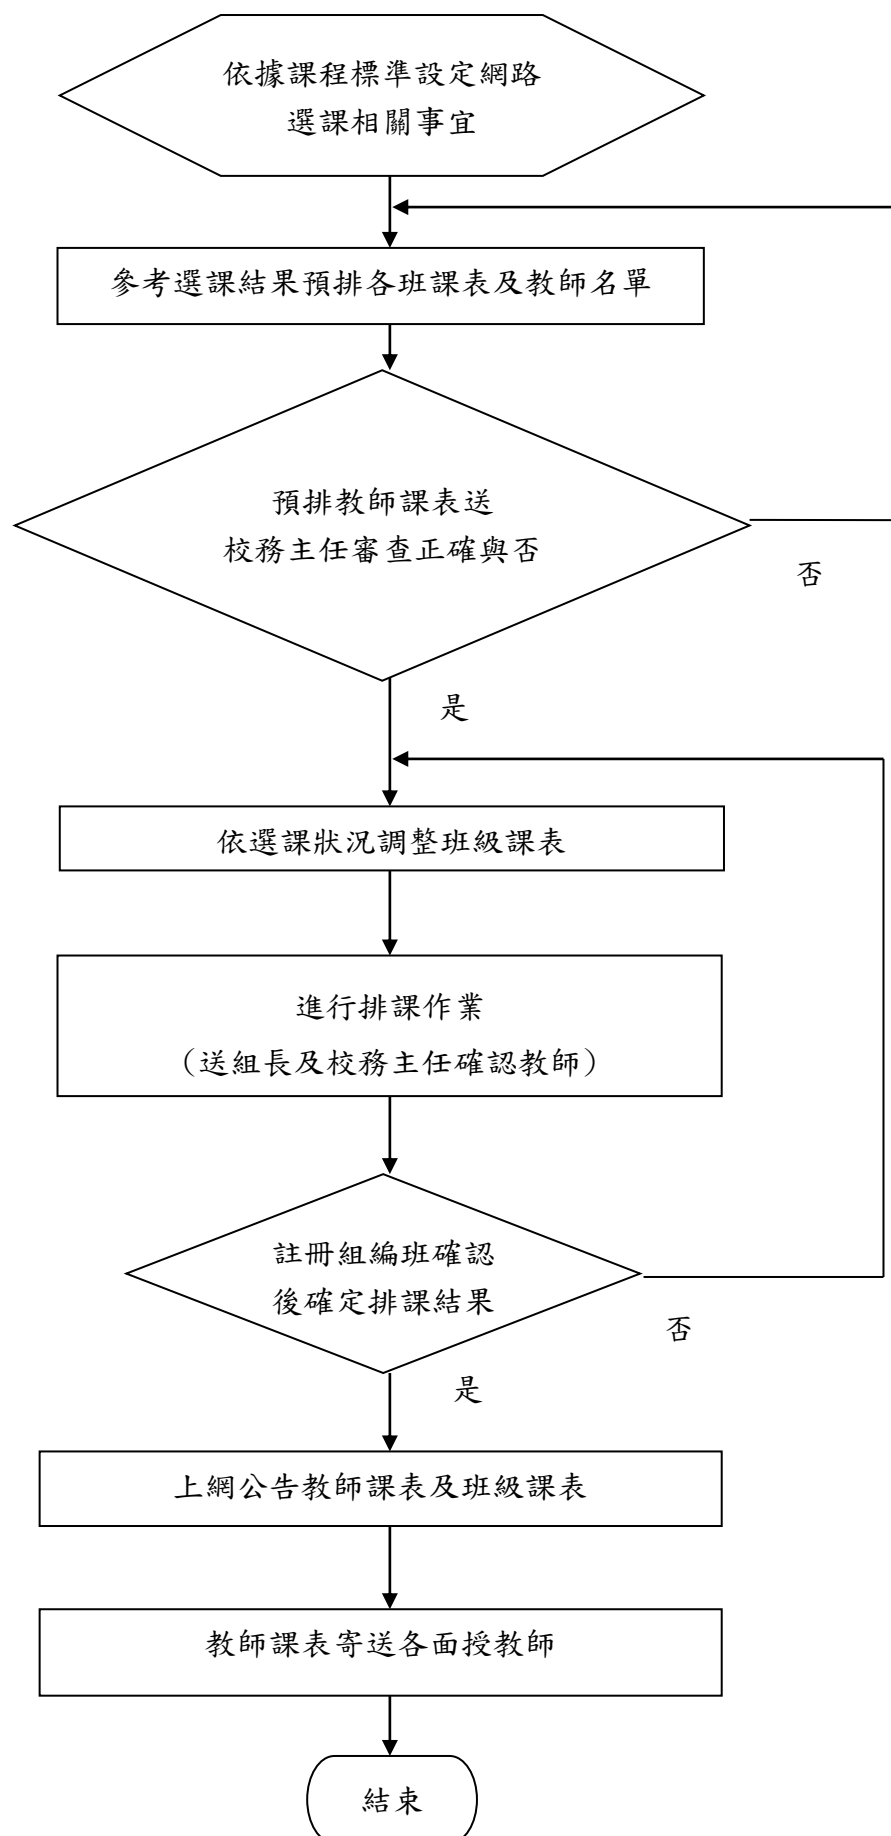 依據課程標準設定網路
選課相關事宜
參考選課結果預排各班課表及教師名單
預排教師課表送
校務主任審查正確與否
否
是
依選課狀況調整班級課表
進行排課作業
（送組長及校務主任確認教師）
註冊組編班確認
後確定排課結果
否
是
上網公告教師課表及班級課表
教師課表寄送各面授教師
結束